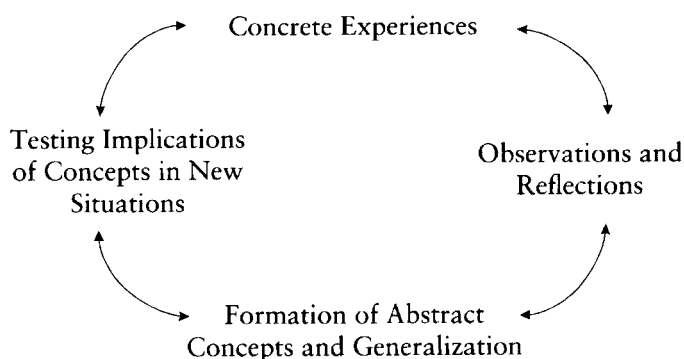 Concrete Experiences
Testing Implications
of Concepts in New
Situations
Observations and
Reflections
Formation of Abstract
Concepts and Generalization